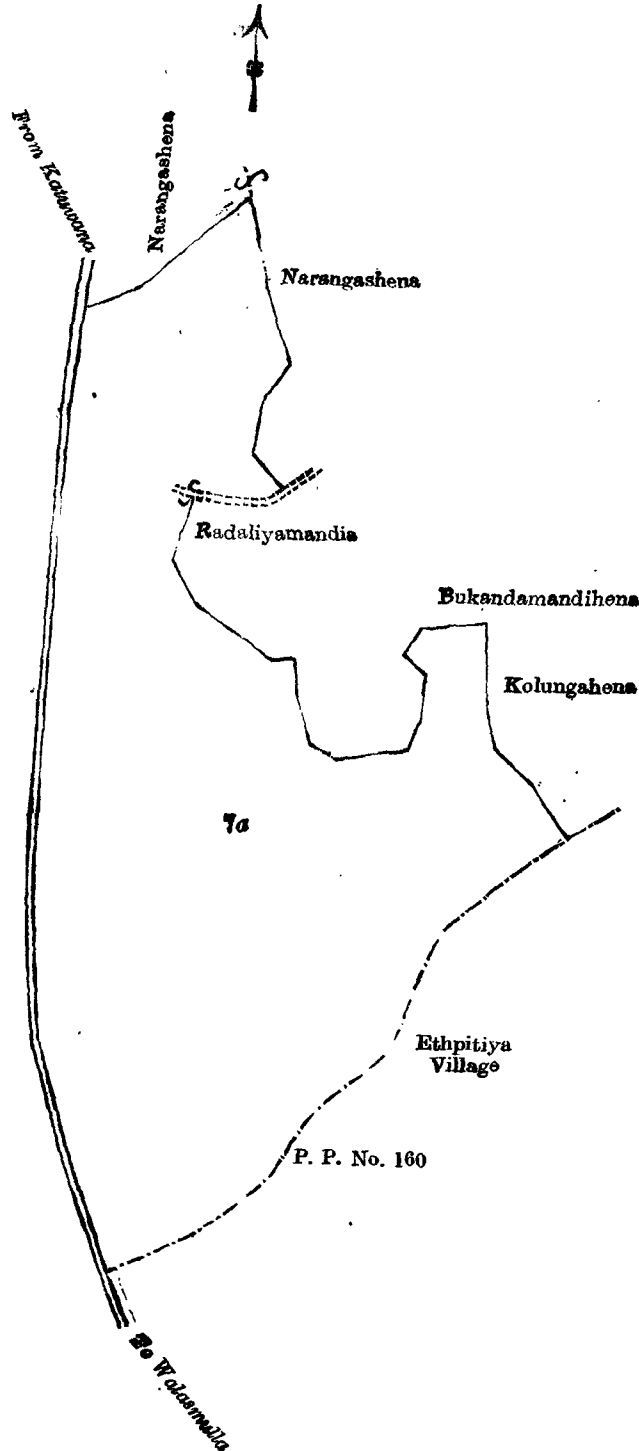 From Katuwana
Narangashena
Narangashena
Radaliyamandia
Bukandamandihena
Kolungahena
7a
Ethpitiya
Village
P. P. No. 160
To Walasmulla